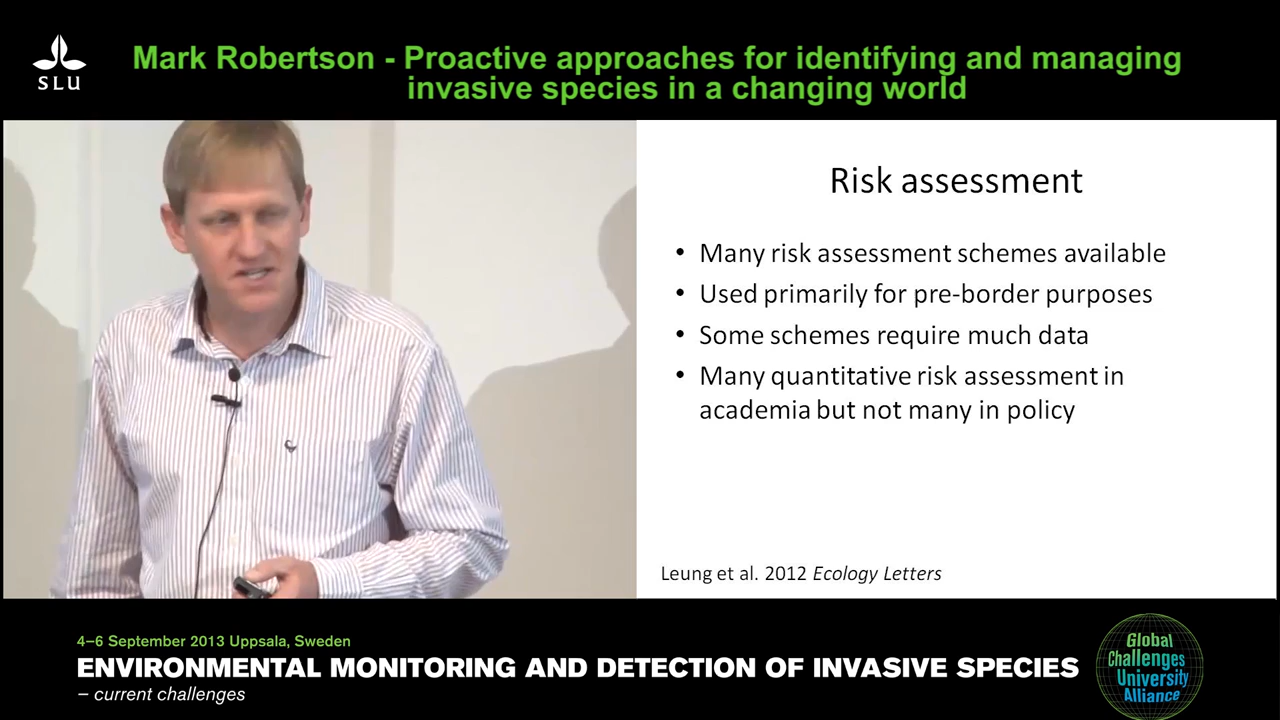 SLU
Mark Robertson - Proactive approaches for identifying and managing
invasive species in a changing world
Risk assessment
• Many risk assessment schemes available
• Used primarily for pre-border purposes
• Some schemes require much data
• Many quantitative risk assessment in
academia but not many in policy
Leung et al. 2012 Ecology Letters
4–6 September 2013 Uppsala, Sweden
ENVIRONMENTAL MONITORING AND DETECTION OF INVASIVE SPECIES
– current challenges
Global
Challenges
University
Alliance